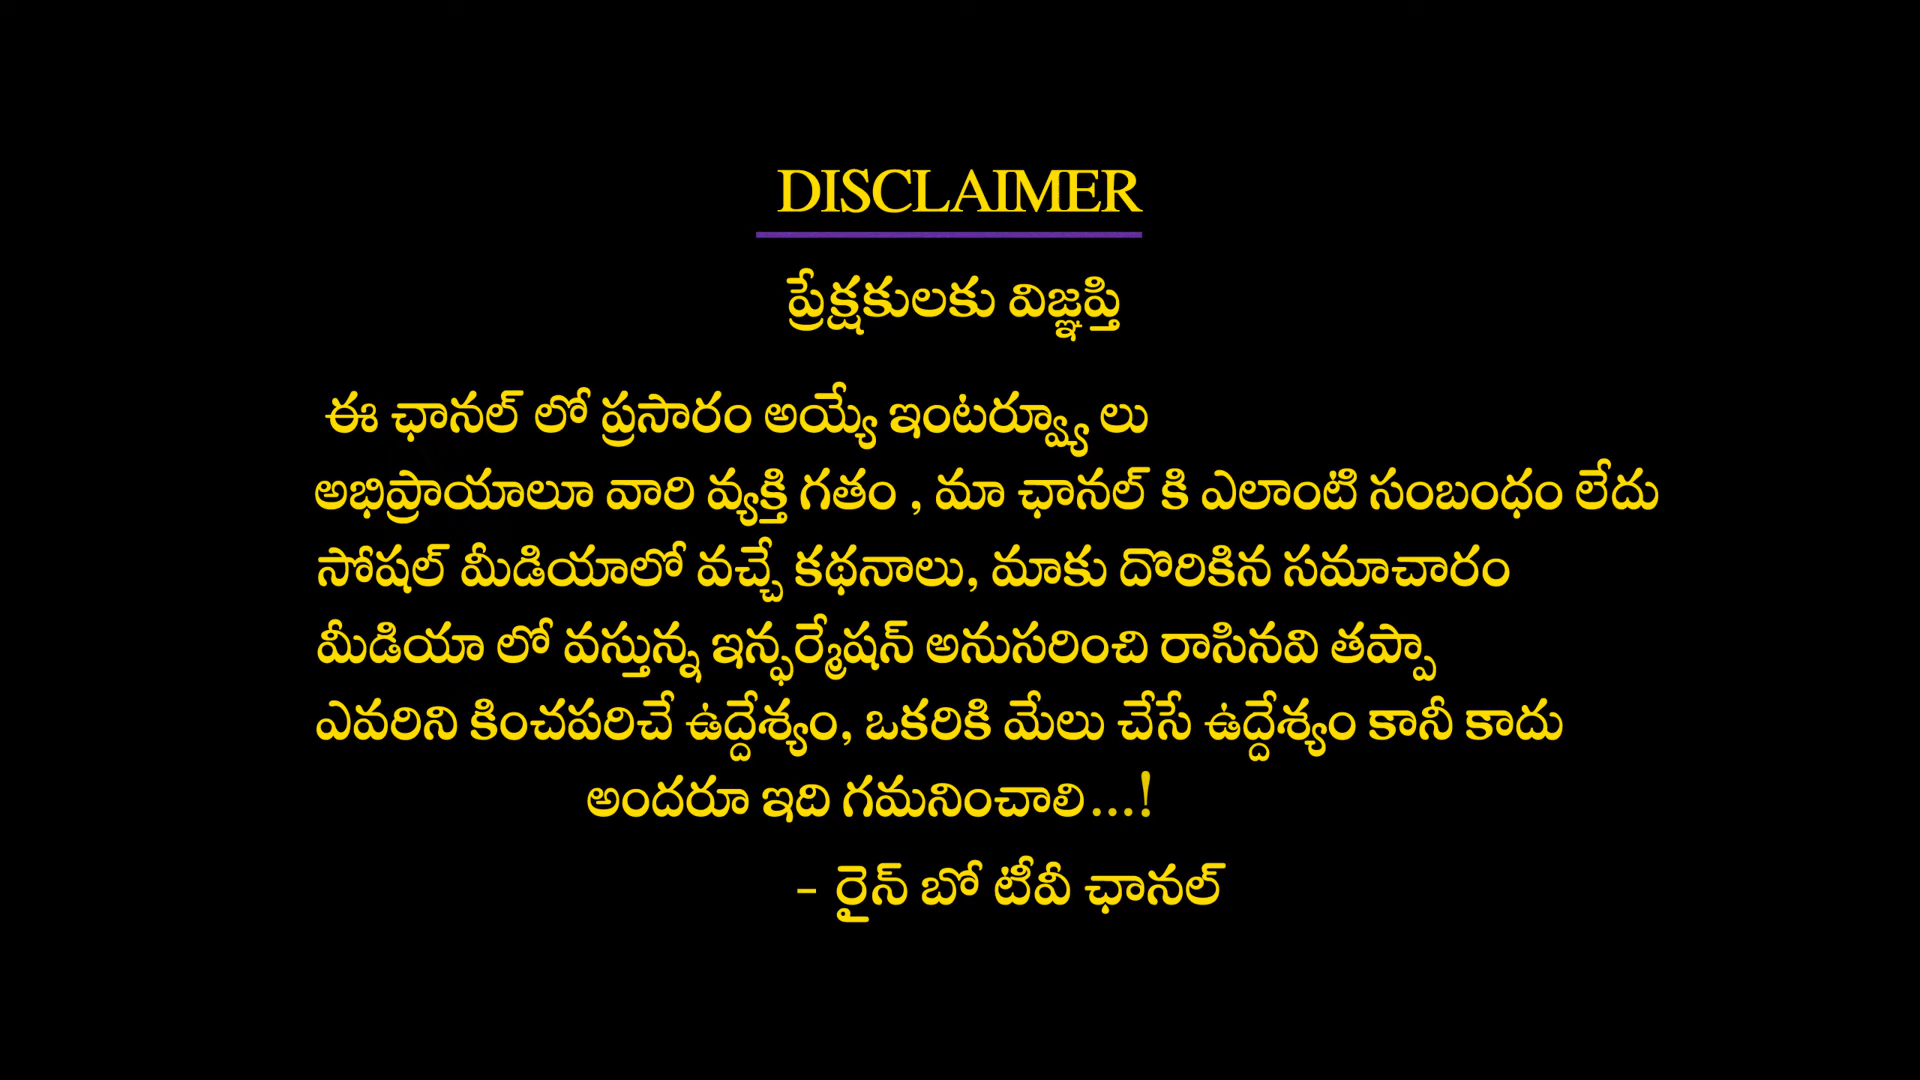 DISCLAIMER
ప్రేక్షకులకు విజ్ఞప్తి
ఈ ఛానల్ లో ప్రసారం అయ్యే ఇంటర్వ్యూ లు
అభిప్రాయాలూ వారి వ్యక్తి గతం , మా ఛానల్ కి ఎలాంటి సంబంధం లేదు
సోషల్ మీడియాలో వచ్చే కథనాలు, మాకు దొరికిన సమాచారం
మీడియా లో వస్తున్న ఇన్ఫర్మేషన్ అనుసరించి రాసినవి తప్పా
ఎవరిని కించపరిచే ఉద్దేశ్యం, ఒకరికి మేలు చేసే ఉద్దేశ్యం కానీ కాదు
అందరూ ఇది గమనించాలి...!
- రైన్ బో టీవీ ఛానల్